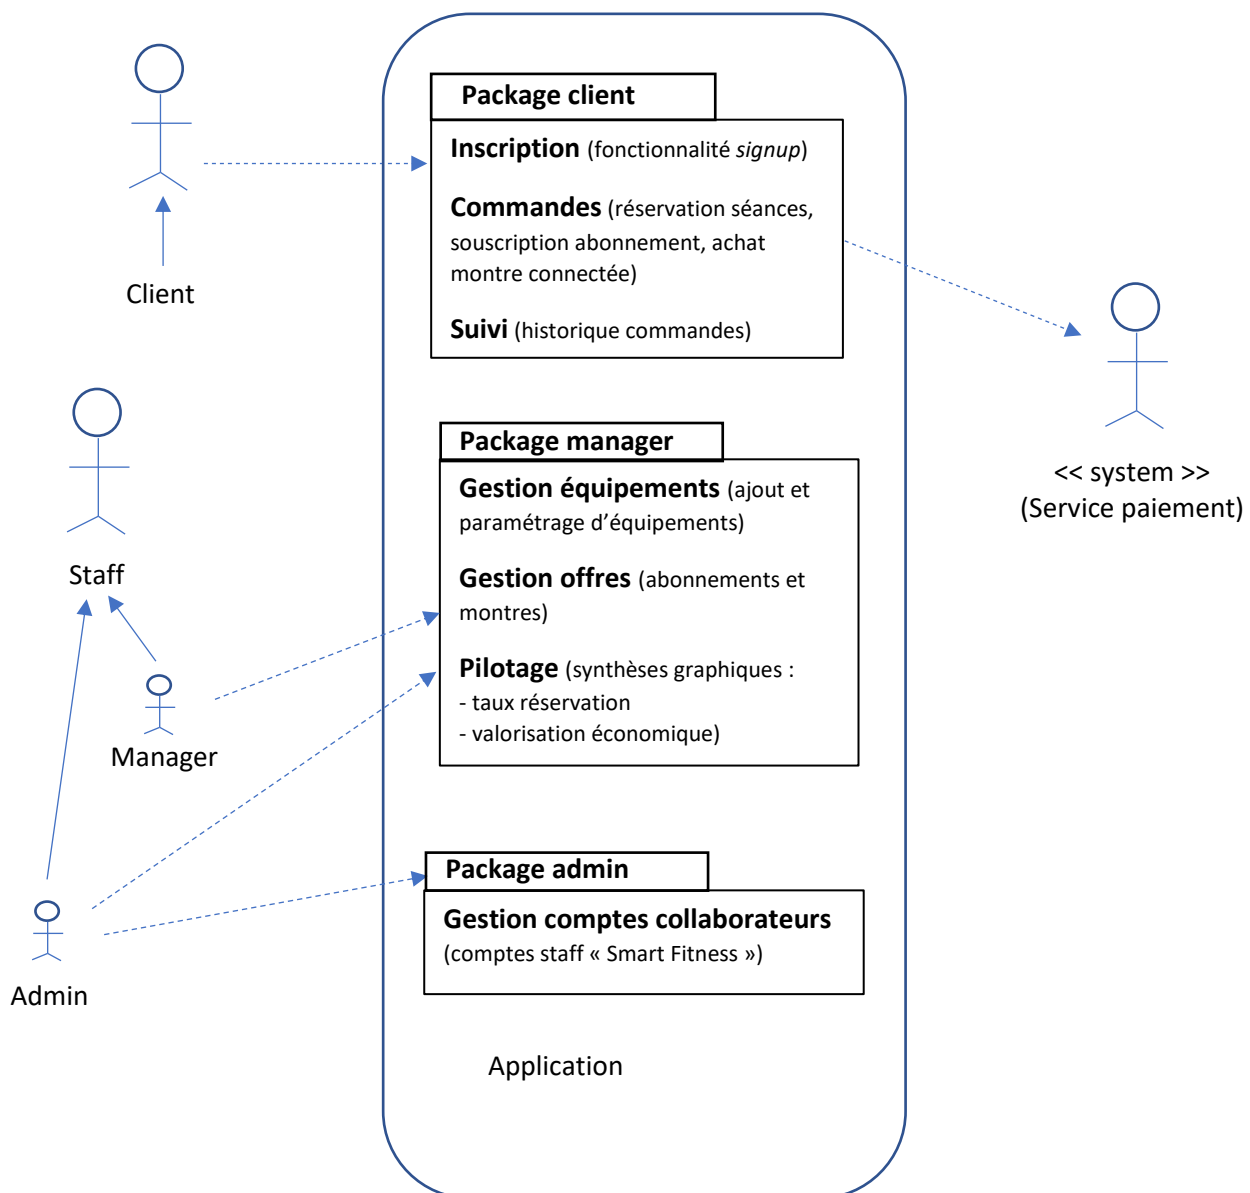 Package client
Inscription (fonctionnalité signup)
Commandes (réservation séances,
souscription abonnement, achat
montre connectée)
Suivi (historique commandes)
Client
<< system >>
(Service paiement)
Package manager
Gestion équipements (ajout et
paramétrage d’équipements)
Gestion offres (abonnements et
montres)
Pilotage (synthèses graphiques :
- taux réservation
- valorisation économique)
Staff
Manager
Package admin
Gestion comptes collaborateurs
(comptes staff « Smart Fitness »)
Admin
Application